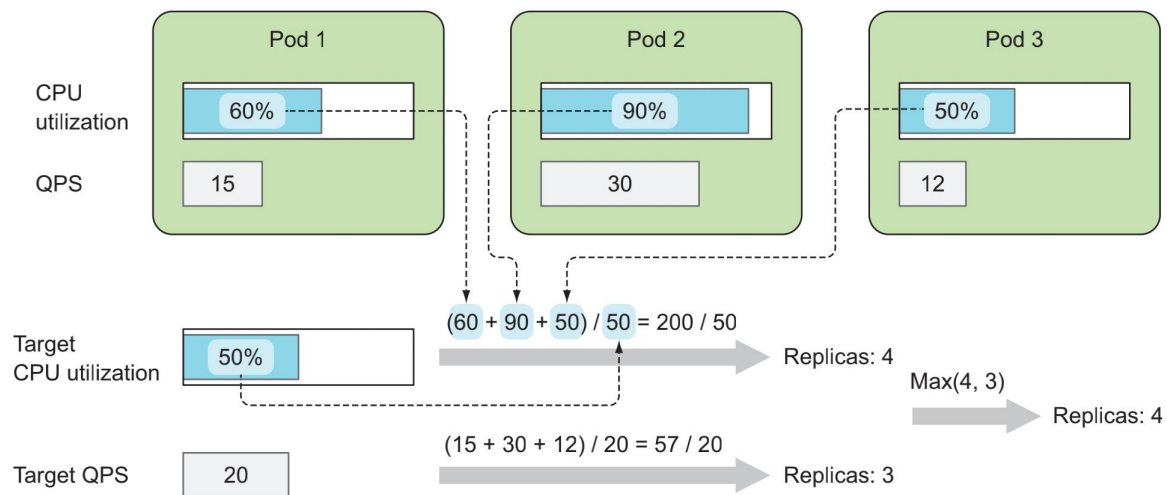 Pod 1
Pod 2
Pod 3
CPU
utilization
60%
90%
50%
QPS
15
30
12
(60 + 90 + 50) / 50 = 200 / 50
Target
CPU utilization
50%
Replicas: 4
Max(4, 3)
Replicas: 4
(15 + 30 + 12) / 20 = 57 / 20
Target QPS
20
Replicas: 3